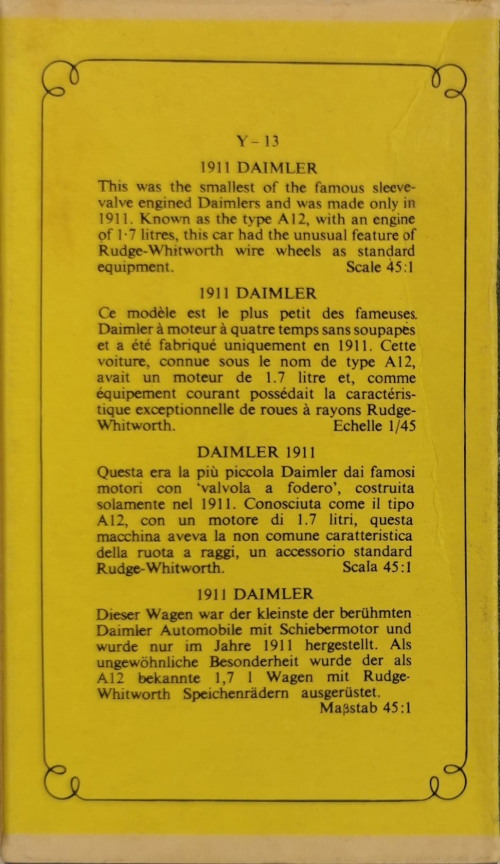 Y – 13
1911 DAIMLER
This was the smallest of the famous sleeve-
valve engined Daimlers and was made only in
1911. Known as the type A12, with an engine
of 1·7 litres, this car had the unusual feature of
Rudge-Whitworth wire wheels as standard
equipment. Scale 45:1
1911 DAIMLER
Ce modèle est le plus petit des fameuses
Daimler à moteur à quatre temps sans soupapes
et a été fabriqué uniquement en 1911. Cette
voiture, connue sous le nom de type A12,
avait un moteur de 1.7 litre et, comme
équipement courant possédait la caractéris-
tique exceptionnelle de roues à rayons Rudge-
Whitworth. Echelle 1/45
DAIMLER 1911
Questa era la più piccola Daimler dai famosi
motori con ‘valvola a fodero’, costruita
solamente nel 1911. Conosciuta come il tipo
A12, con un motore di 1.7 litri, questa
macchina aveva la non comune caratteristica
della ruota a raggi, un accessorio standard
Rudge-Whitworth. Scala 45:1
1911 DAIMLER
Dieser Wagen war der kleinste der berühmten
Daimler Automobile mit Schiebermotor und
wurde nur im Jahre 1911 hergestellt. Als
ungewöhnliche Besonderheit wurde der als
A12 bekannte 1,7 l Wagen mit Rudge-
Whitworth Speichenrädern ausgerüstet.
Maßstab 45:1